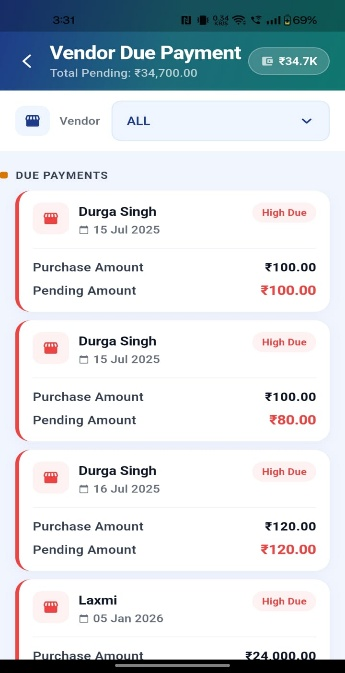 3:31
0.34
KB/S
69%
Vendor Due Payment
Total Pending: ₹34,700.00
₹34.7K
Vendor
ALL
DUE PAYMENTS
Durga Singh
High Due
15 Jul 2025
Purchase Amount ₹100.00
Pending Amount ₹100.00
Durga Singh
High Due
15 Jul 2025
Purchase Amount ₹100.00
Pending Amount ₹80.00
Durga Singh
High Due
16 Jul 2025
Purchase Amount ₹120.00
Pending Amount ₹120.00
Laxmi
High Due
05 Jan 2026
Purchase Amount ₹24,000.00